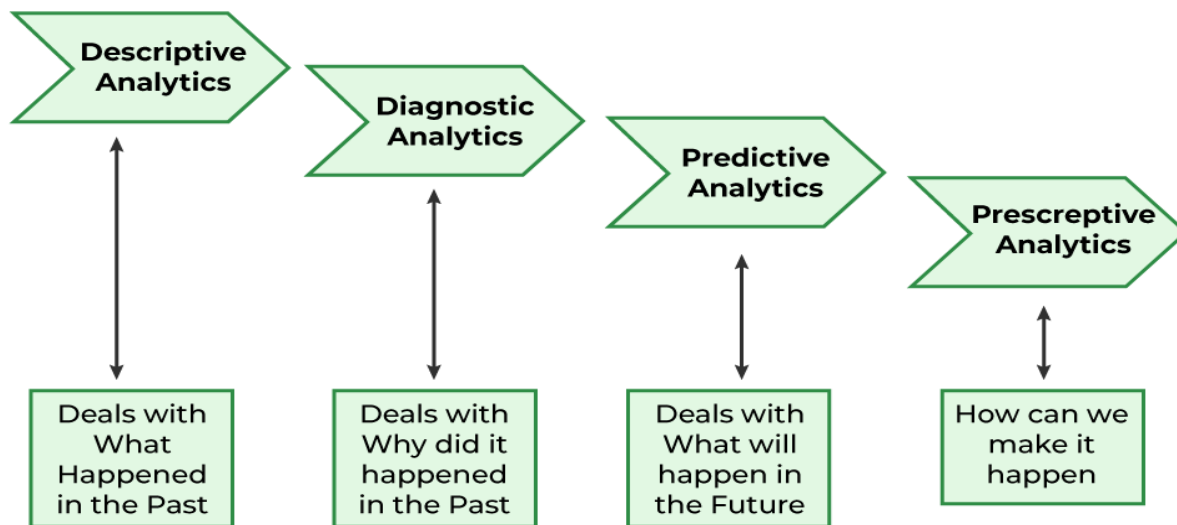 Descriptive
Analytics
Diagnostic
Analytics
Predictive
Analytics
Prescreptive
Analytics
Deals with
What
Happened
in the Past
Deals with
Why did it
happened
in the Past
Deals with
What will
happen in
the Future
How can we
make it
happen